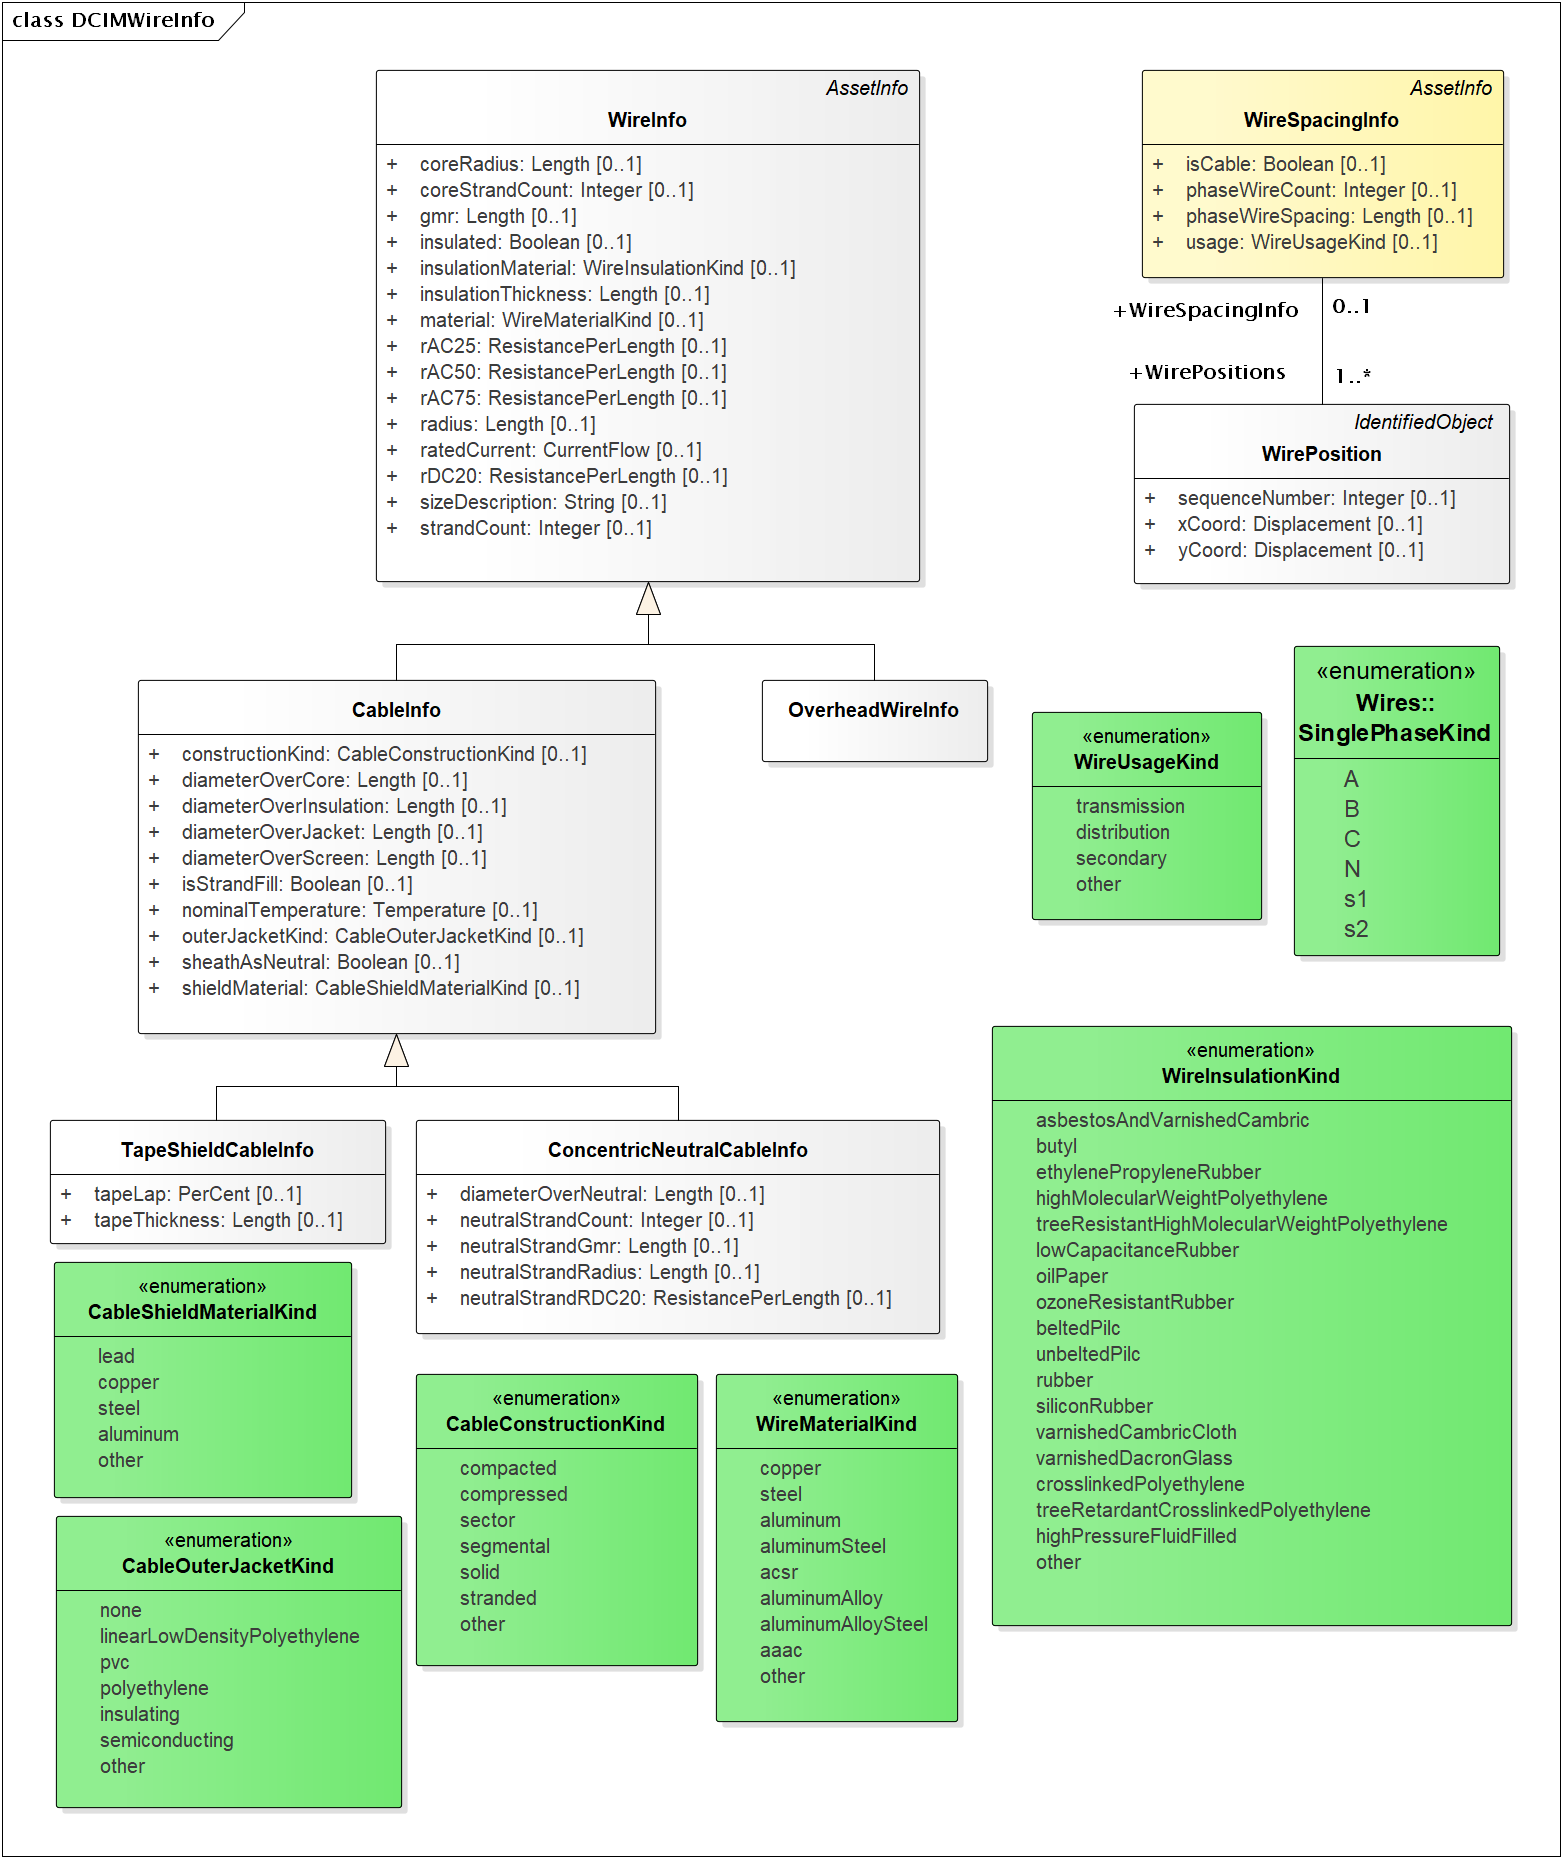 class DCIMWireInfo
AssetInfo
WireInfo
+ coreRadius: Length [0..1]
+ coreStrandCount: Integer [0..1]
+ gmr: Length [0..1]
+ insulated: Boolean [0..1]
+ insulationMaterial: WireInsulationKind [0..1]
+ insulationThickness: Length [0..1]
+ material: WireMaterialKind [0..1]
+ rAC25: ResistancePerLength [0..1]
+ rAC50: ResistancePerLength [0..1]
+ rAC75: ResistancePerLength [0..1]
+ radius: Length [0..1]
+ ratedCurrent: CurrentFlow [0..1]
+ rDC20: ResistancePerLength [0..1]
+ sizeDescription: String [0..1]
+ strandCount: Integer [0..1]
AssetInfo
WireSpacingInfo
+ isCable: Boolean [0..1]
+ phaseWireCount: Integer [0..1]
+ phaseWireSpacing: Length [0..1]
+ usage: WireUsageKind [0..1]
+WireSpacingInfo 0..1
+WirePositions 1..*
IdentifiedObject
WirePosition
+ sequenceNumber: Integer [0..1]
+ xCoord: Displacement [0..1]
+ yCoord: Displacement [0..1]
CableInfo
+ constructionKind: CableConstructionKind [0..1]
+ diameterOverCore: Length [0..1]
+ diameterOverInsulation: Length [0..1]
+ diameterOverJacket: Length [0..1]
+ diameterOverScreen: Length [0..1]
+ isStrandFill: Boolean [0..1]
+ nominalTemperature: Temperature [0..1]
+ outerJacketKind: CableOuterJacketKind [0..1]
+ sheathAsNeutral: Boolean [0..1]
+ shieldMaterial: CableShieldMaterialKind [0..1]
OverheadWireInfo
«enumeration»
WireUsageKind
transmission
distribution
secondary
other
«enumeration»
Wires::
SinglePhaseKind
A
B
C
N
s1
s2
TapeShieldCableInfo
+ tapeLap: PerCent [0..1]
+ tapeThickness: Length [0..1]
ConcentricNeutralCableInfo
+ diameterOverNeutral: Length [0..1]
+ neutralStrandCount: Integer [0..1]
+ neutralStrandGmr: Length [0..1]
+ neutralStrandRadius: Length [0..1]
+ neutralStrandRDC20: ResistancePerLength [0..1]
«enumeration»
WireInsulationKind
asbestosAndVarnishedCambric
butyl
ethylenePropyleneRubber
highMolecularWeightPolyethylene
treeResistantHighMolecularWeightPolyethylene
lowCapacitanceRubber
oilPaper
ozoneResistantRubber
beltedPilc
unbeltedPilc
rubber
siliconRubber
varnishedCambricCloth
varnishedDacronGlass
crosslinkedPolyethylene
treeRetardantCrosslinkedPolyethylene
highPressureFluidFilled
other
«enumeration»
CableShieldMaterialKind
lead
copper
steel
aluminum
other
«enumeration»
CableConstructionKind
compacted
compressed
sector
segmental
solid
stranded
other
«enumeration»
WireMaterialKind
copper
steel
aluminum
aluminumSteel
acsr
aluminumAlloy
aluminumAlloySteel
aaac
other
«enumeration»
CableOuterJacketKind
none
linearLowDensityPolyethylene
pvc
polyethylene
insulating
semiconducting
other